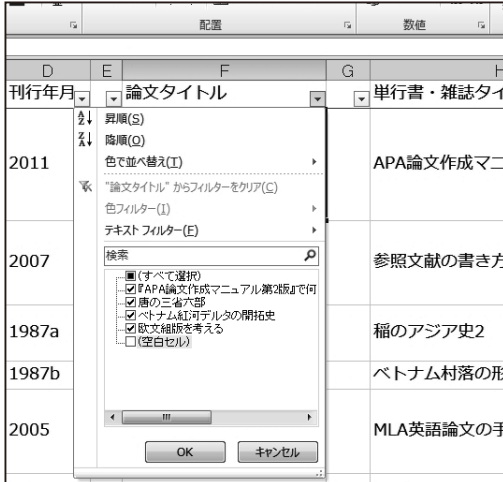 配置
数値
D E F G H
刊行年月 論文タイトル 単行書・雑誌タイ
昇順(S)
降順(O)
2011
色で並べ替え(T)
APA論文作成マニ
"論文タイトル" からフィルターをクリア(C)
色フィルター(I)
テキスト フィルター(F)
検索
2007
参照文献の書き方
(すべて選択)
『APA論文作成マニュアル第2版』で何
唐の三省六部
ベトナム紅河デルタの開拓史
1987a
欧文組版を考える
稲のアジア史2
(空白セル)
1987b
ベトナム村落の形
2005
MLA英語論文の手
OK キャンセル